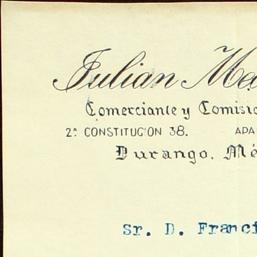 Julian Me
Comerciante y Comisio
2ª CONSTITUCION 38. APA
Durango, Mé
Sr. D. Franci